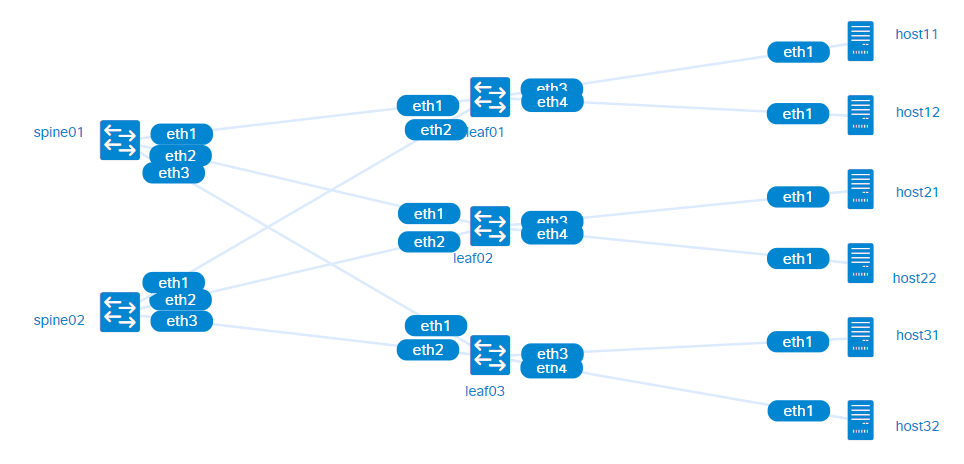 host11
eth1
eth3
eth4
eth1
host12
spine01
eth1
eth2
eth3
eth1
eth2
leaf01
eth1
host21
eth3
eth4
eth1
eth2
leaf02
eth1
host22
spine02
eth1
eth2
eth3
eth1
eth2
leaf03
eth3
eth4
eth1
host31
eth1
host32